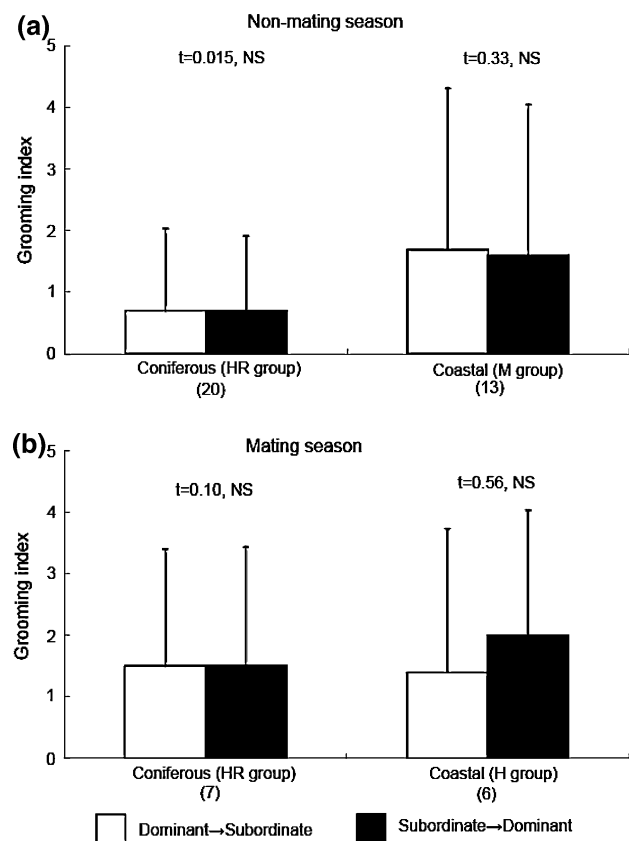 (a)
Non-mating season
t=0.015, NS
t=0.33, NS
Grooming index
5
4
3
2
1
0
Coniferous (HR group)
(20)
Coastal (M group)
(13)
(b)
Mating season
t=0.10, NS
t=0.56, NS
Grooming index
5
4
3
2
1
0
Coniferous (HR group)
(7)
Coastal (H group)
(6)
Dominant→Subordinate
Subordinate→Dominant